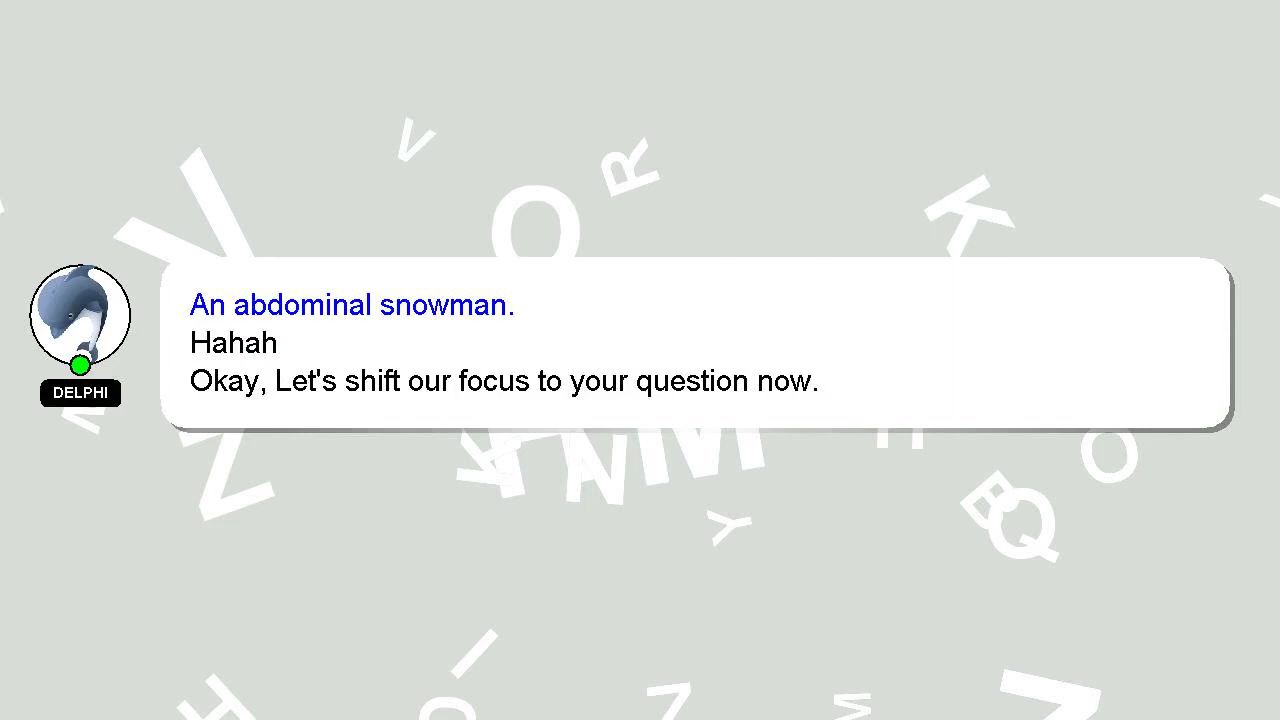 An abdominal snowman.
Hahah
Okay, Let's shift our focus to your question now.
DELPHI
V
V
R
O
K
N
Z
K
H
N
M
Y
B
Q
O
I
H
O
Z
M